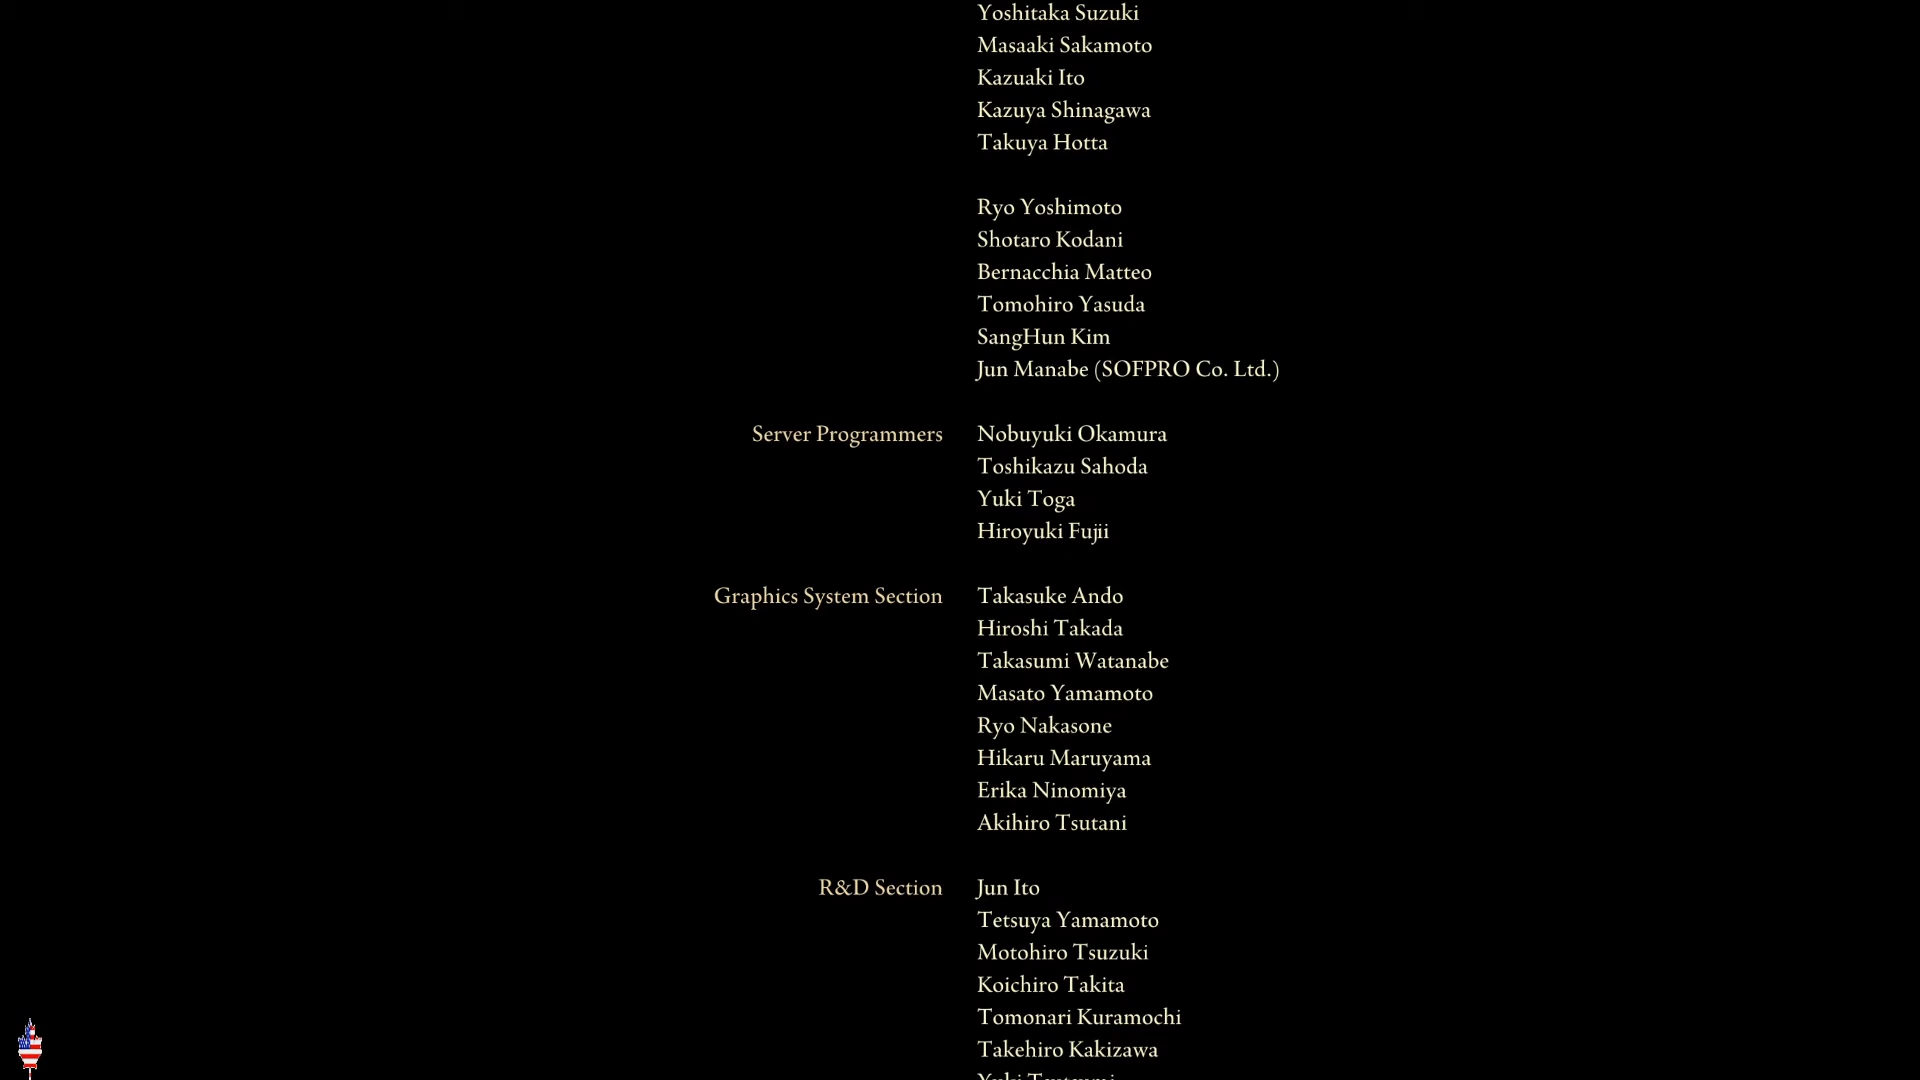 Yoshitaka Suzuki
Masaaki Sakamoto
Kazuaki Ito
Kazuya Shinagawa
Takuya Hotta
Ryo Yoshimoto
Shotaro Kodani
Bernacchia Matteo
Tomohiro Yasuda
SangHun Kim
Jun Manabe (SOFPRO Co. Ltd.)
Server Programmers Nobuyuki Okamura
Toshikazu Sahoda
Yuki Toga
Hiroyuki Fujii
Graphics System Section Takasuke Ando
Hiroshi Takada
Takasumi Watanabe
Masato Yamamoto
Ryo Nakasone
Hikaru Maruyama
Erika Ninomiya
Akihiro Tsutani
R&D Section Jun Ito
Tetsuya Yamamoto
Motohiro Tsuzuki
Koichiro Takita
Tomonari Kuramochi
Takehiro Kakizawa